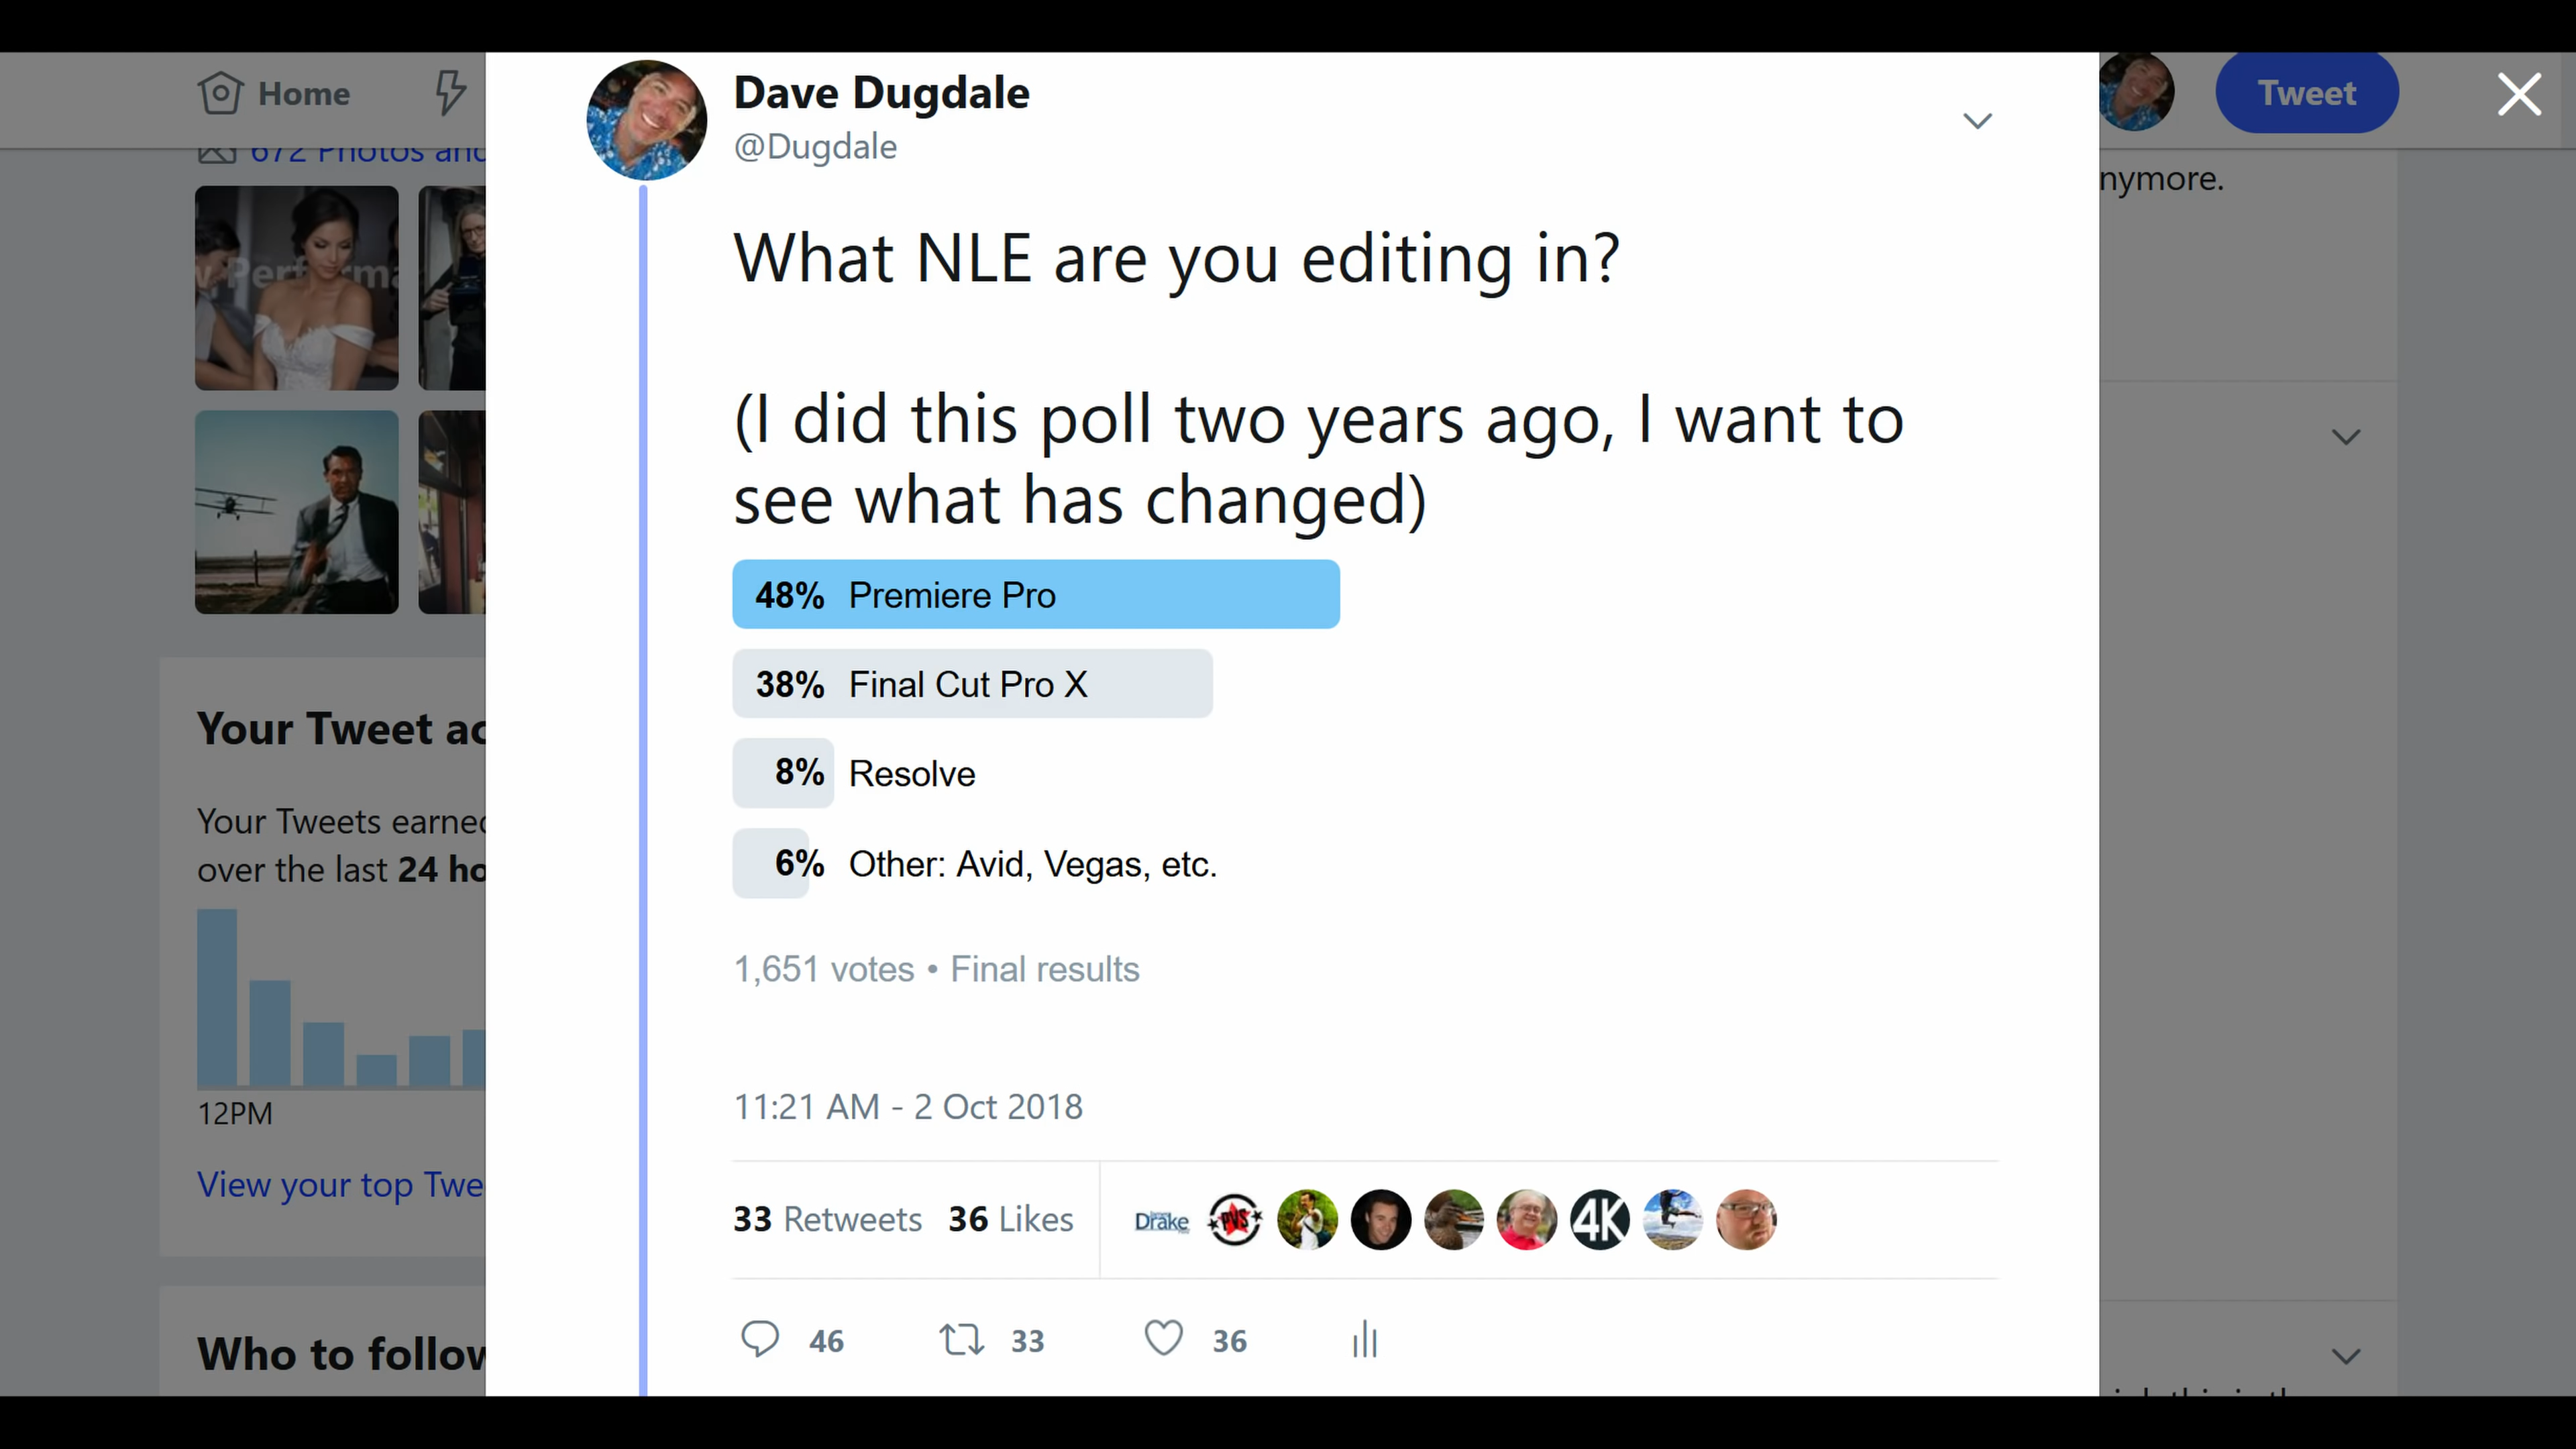 Home
Tweet
672 Photos and
nymore.
Dave Dugdale
@Dugdale
What NLE are you editing in?
(I did this poll two years ago, I want to
see what has changed)
48% Premiere Pro
38% Final Cut Pro X
8% Resolve
6% Other: Avid, Vegas, etc.
1,651 votes • Final results
11:21 AM - 2 Oct 2018
33 Retweets 36 Likes
Drake
PVS
4K
46 33 36
Your Tweet ac
Your Tweets earned
over the last 24 ho
12PM
View your top Twe
Who to follow